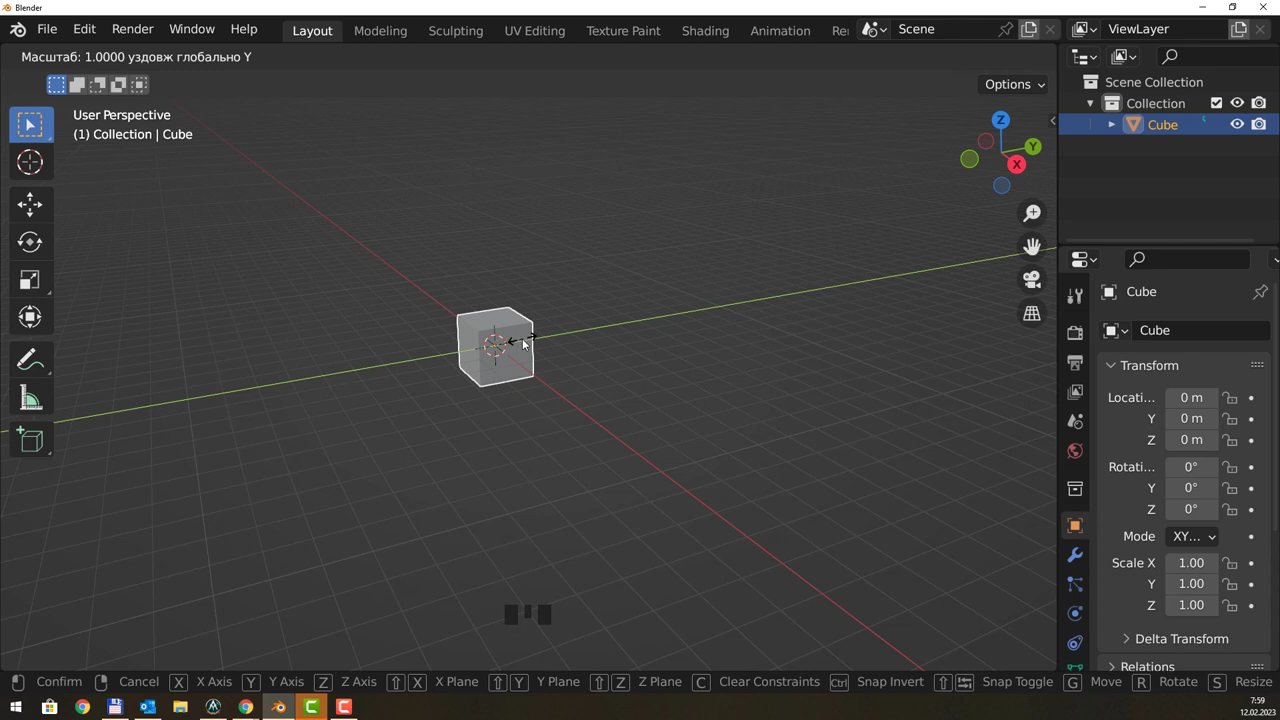 Blender
File Edit Render Window Help Layout Modeling Sculpting UV Editing Texture Paint Shading Animation Re Scene ViewLayer
Масштаб: 1.0000 уздовж глобально Y
Options
User Perspective
(1) Collection | Cube
Z
Y
X
Scene Collection
Collection
Cube
Cube
Cube
Transform
Locati... 0 m
Y 0 m
Z 0 m
Rotati... 0°
Y 0°
Z 0°
Mode XY...
Scale X 1.00
Y 1.00
Z 1.00
Delta Transform
Relations
Confirm Cancel X X Axis Y Y Axis Z Z Axis ⇧ X X Plane ⇧ Y Y Plane ⇧ Z Z Plane C Clear Constraints Ctrl Snap Invert ⇧ Snap Toggle G Move R Rotate S Resize
7:59
12.02.2023